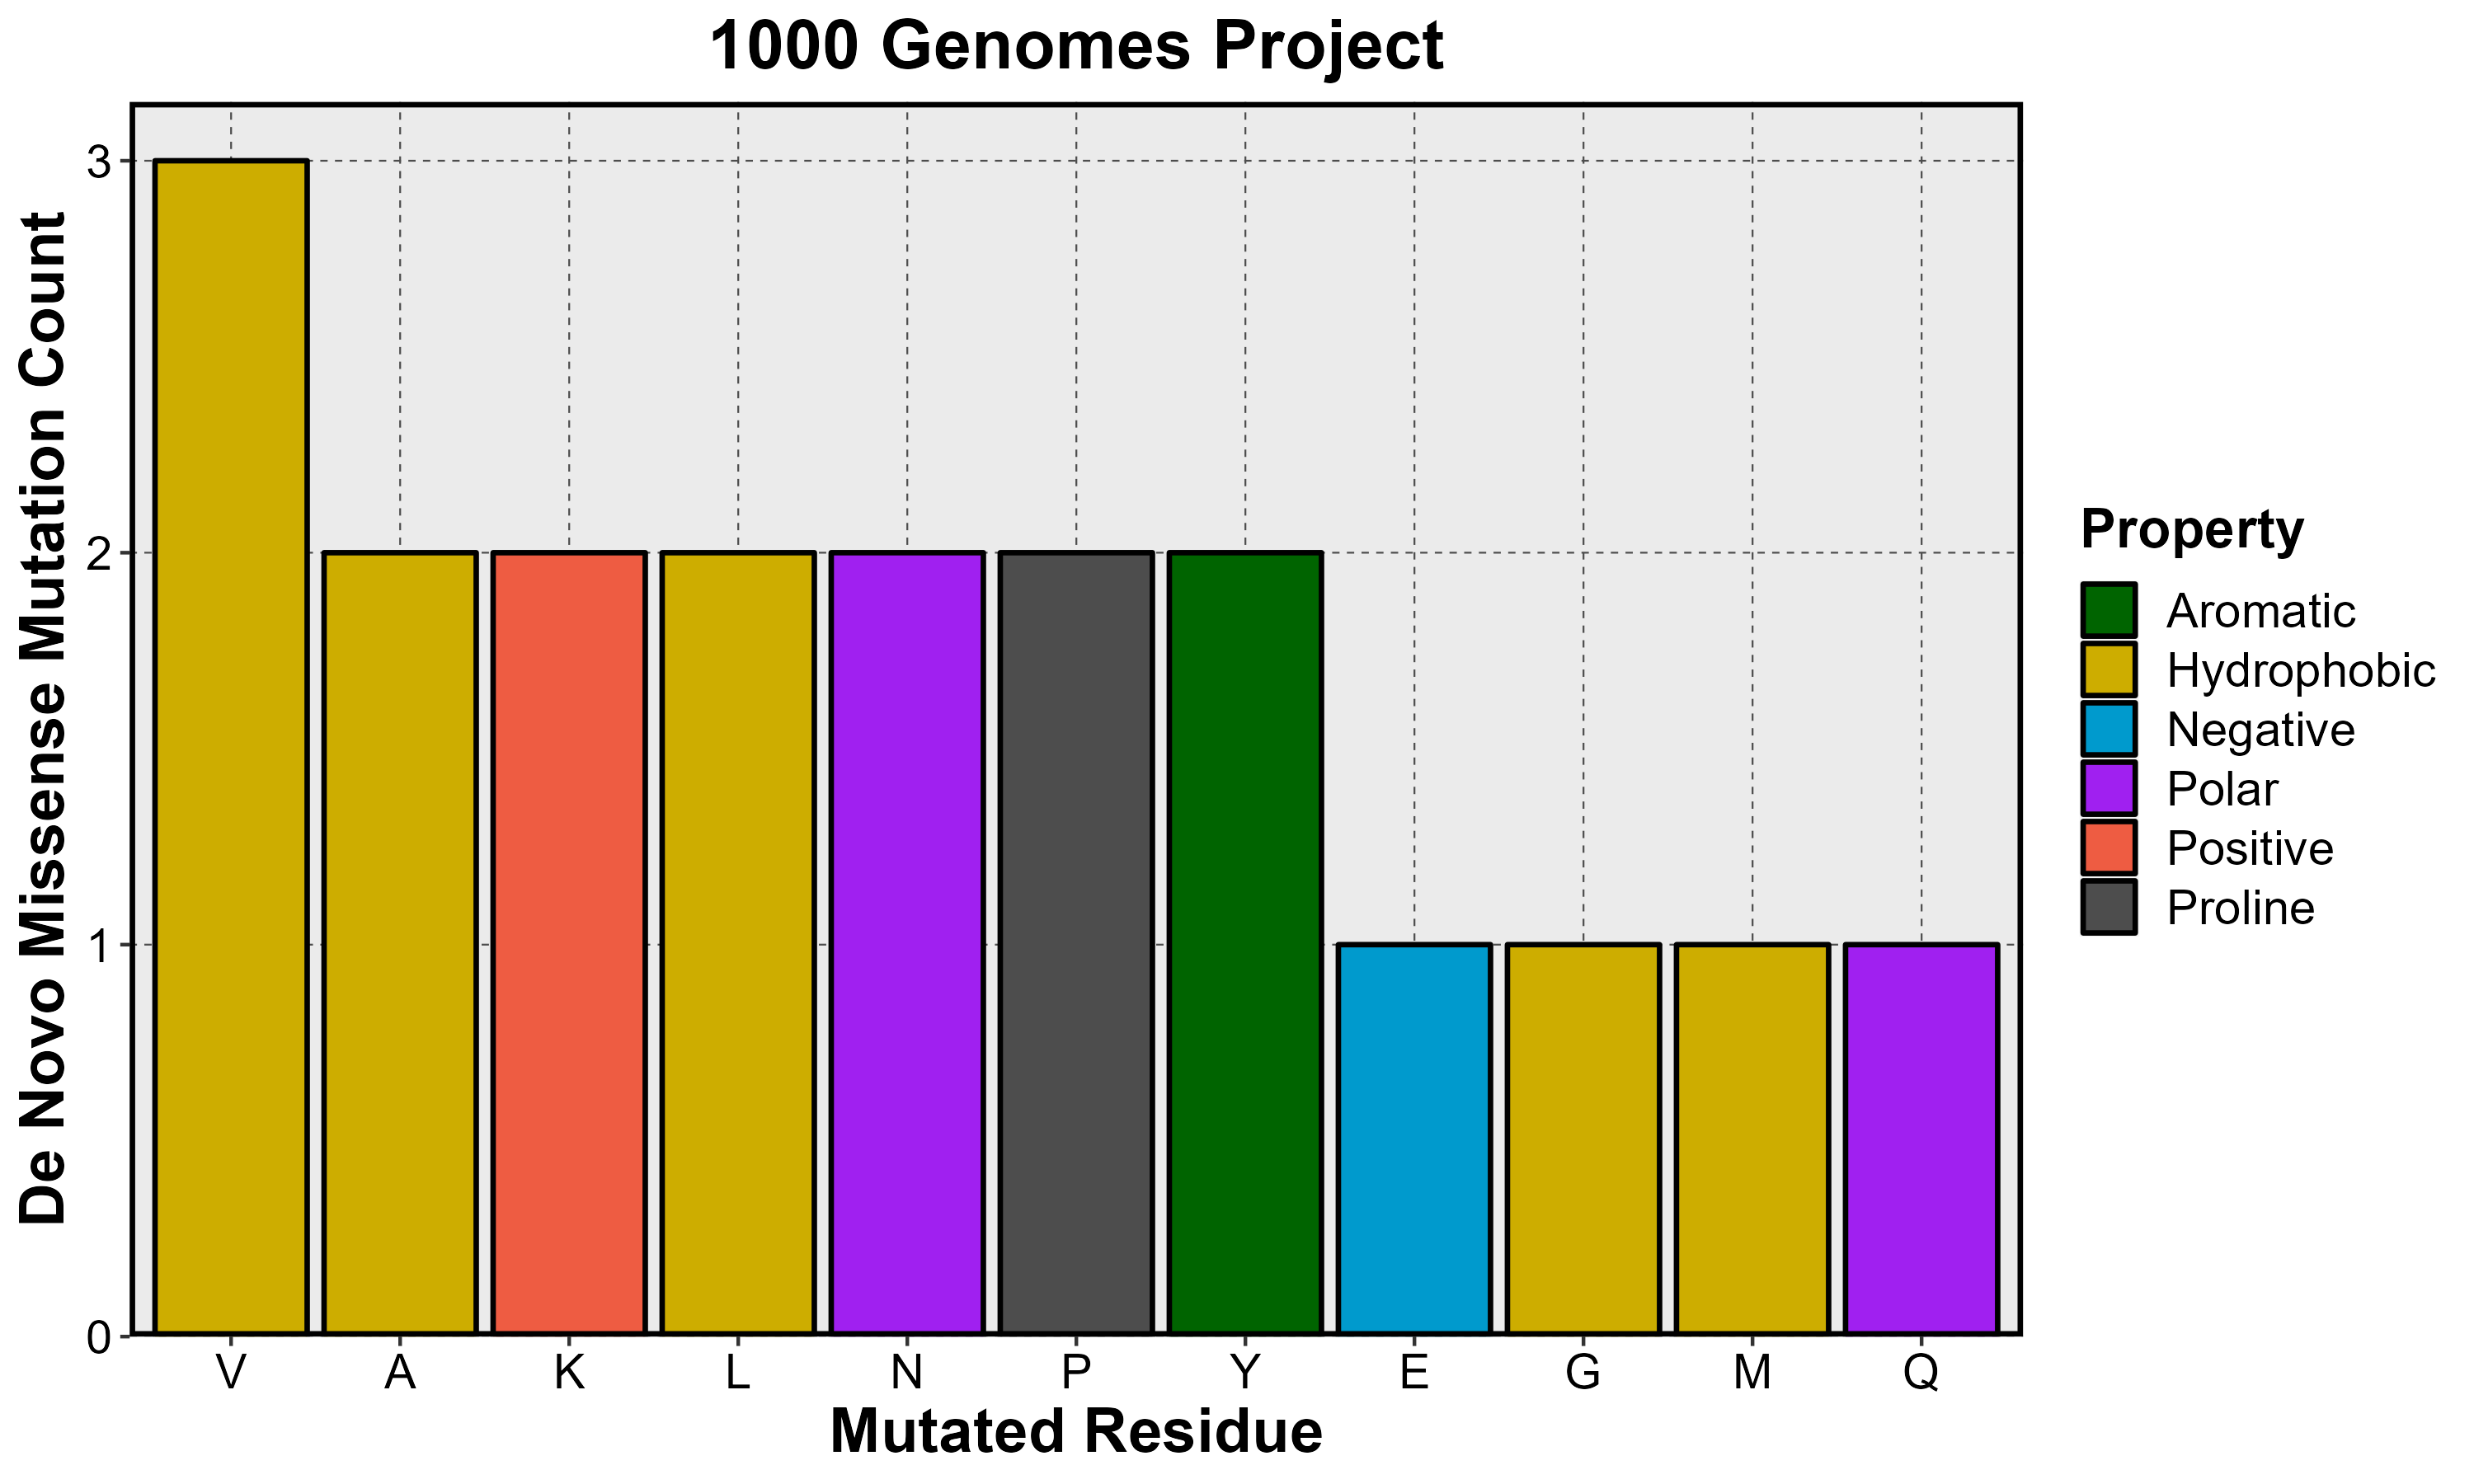 1000 Genomes Project
De Novo Missense Mutation Count
3
2
1
0
V A K L N P Y E G M Q
Mutated Residue
Property
Aromatic
Hydrophobic
Negative
Polar
Positive
Proline